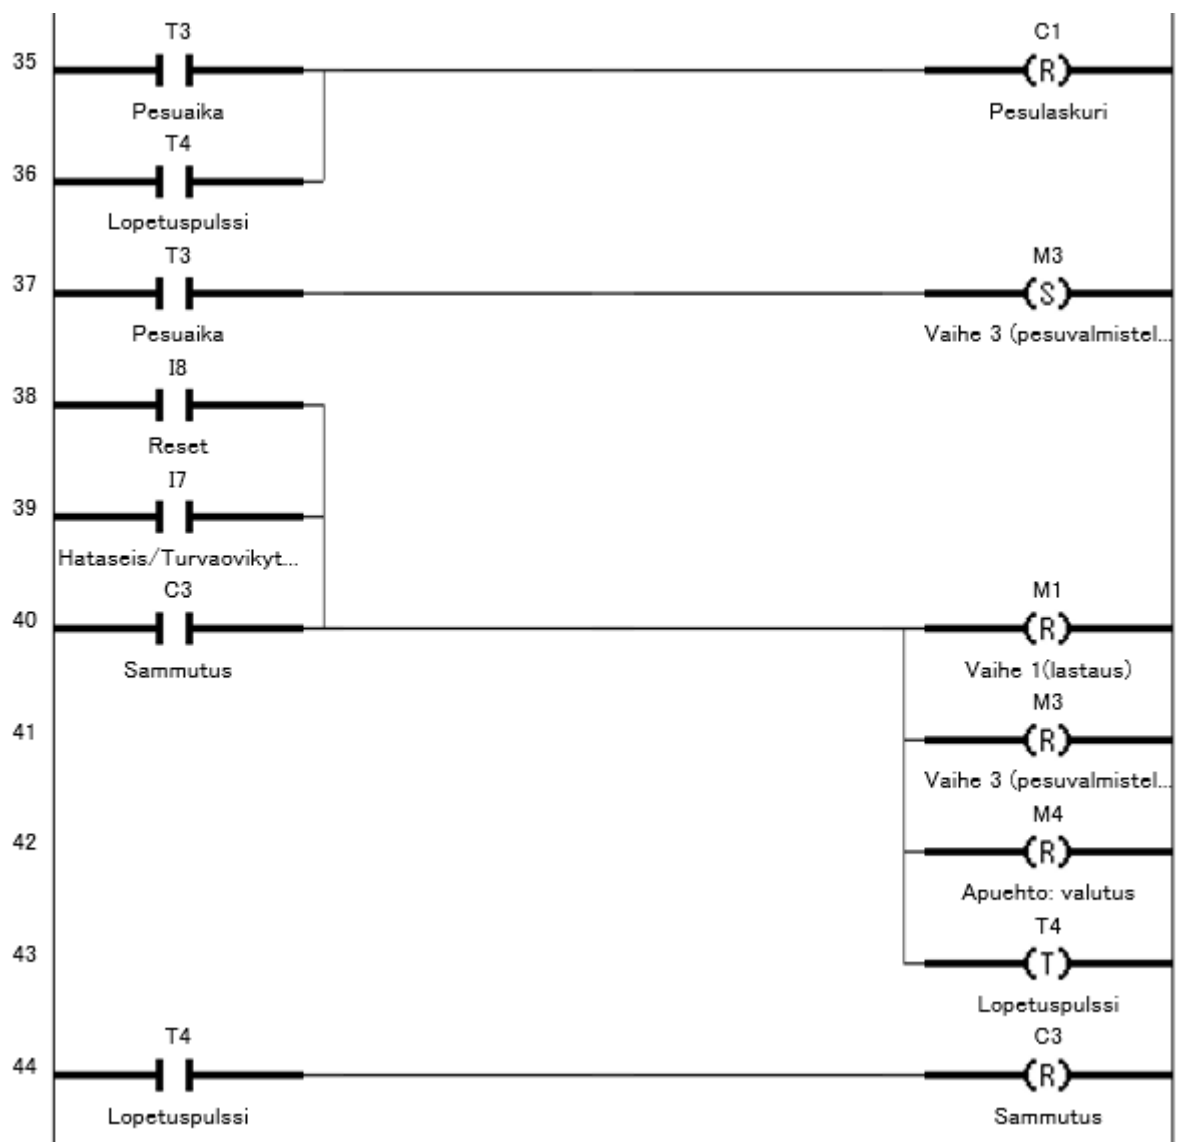 T3 C1
35 (R)
Pesuaika Pesulaskuri
T4
36
Lopetuspulssi
T3 M3
37 (S)
Pesuaika Vaihe 3 (pesuvalmistel...
I8
38
Reset
I7
39
Hataseis/Turvaovikyt...
C3 M1
40 (R)
Sammutus Vaihe 1(lastaus)
M3
41 (R)
Vaihe 3 (pesuvalmistel...
M4
42 (R)
Apuehto: valutus
T4
43 (T)
Lopetuspulssi
T4 C3
44 (R)
Lopetuspulssi Sammutus